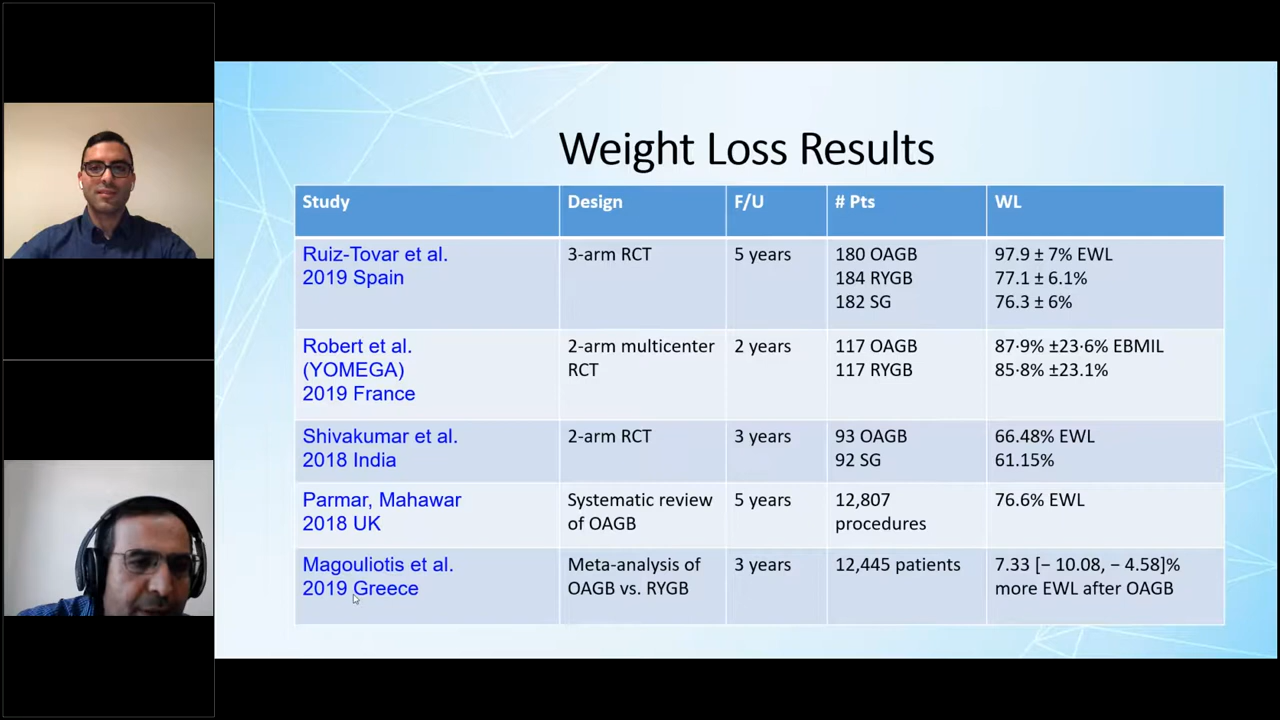 Weight Loss Results
Study Design F/U # Pts WL
Ruiz-Tovar et al.
2019 Spain
3-arm RCT
5 years
180 OAGB
184 RYGB
182 SG
97.9 ± 7% EWL
77.1 ± 6.1%
76.3 ± 6%
Robert et al.
(YOMEGA)
2019 France
2-arm multicenter
RCT
2 years
117 OAGB
117 RYGB
87·9% ±23·6% EBMIL
85·8% ±23.1%
Shivakumar et al.
2018 India
2-arm RCT
3 years
93 OAGB
92 SG
66.48% EWL
61.15%
Parmar, Mahawar
2018 UK
Systematic review
of OAGB
5 years
12,807
procedures
76.6% EWL
Magouliotis et al.
2019 Greece
Meta-analysis of
OAGB vs. RYGB
3 years
12,445 patients
7.33 [− 10.08, − 4.58]%
more EWL after OAGB